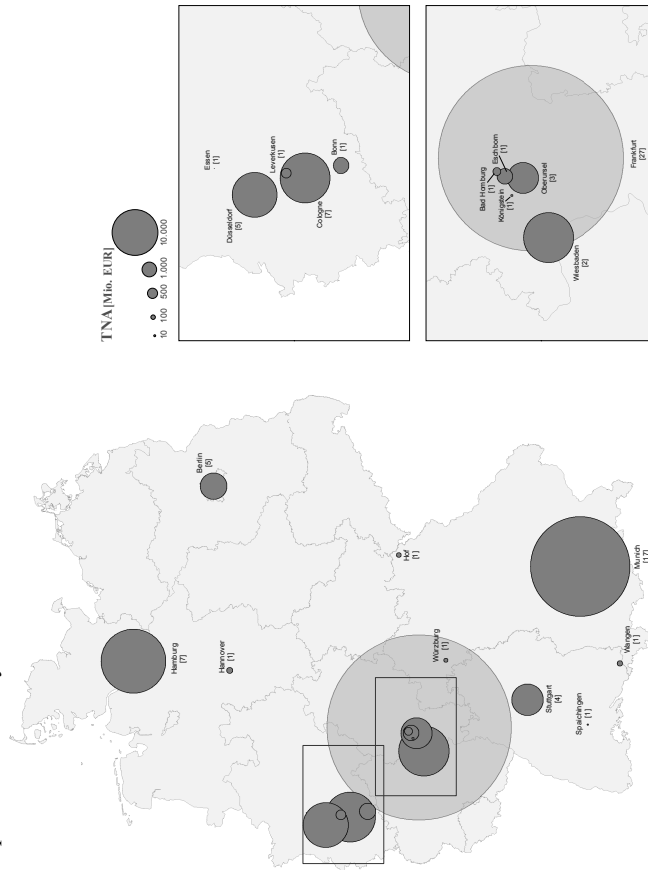 TNA [Mio. EUR]
10
100
500
1.000
10.000
Essen
[1]
Düsseldorf
[5]
Leverkusen
[1]
Cologne
[7]
Bonn
[1]
Bad Homburg
[1]
Eschborn
[1]
Königstein
[1]
Oberursel
[3]
Wiesbaden
[2]
Frankfurt
[27]
Hamburg
[7]
Berlin
[5]
Hannover
[1]
Hof
[1]
Würzburg
[1]
Stuttgart
[4]
Spaichingen
[1]
Wangen
[1]
Munich
[17]